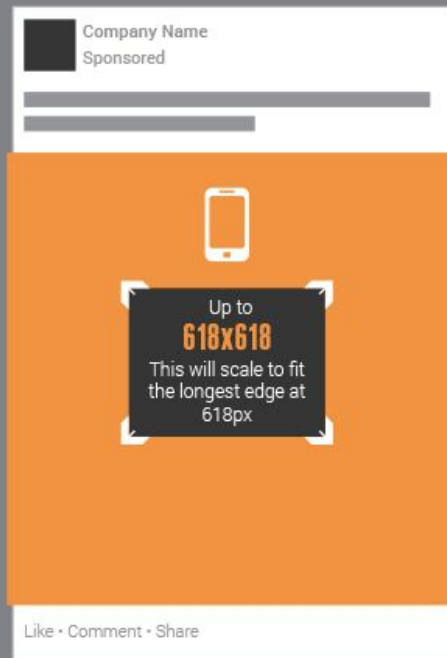 Company Name
Sponsored
Up to
618x618
This will scale to fit
the longest edge at
618px
Like • Comment • Share